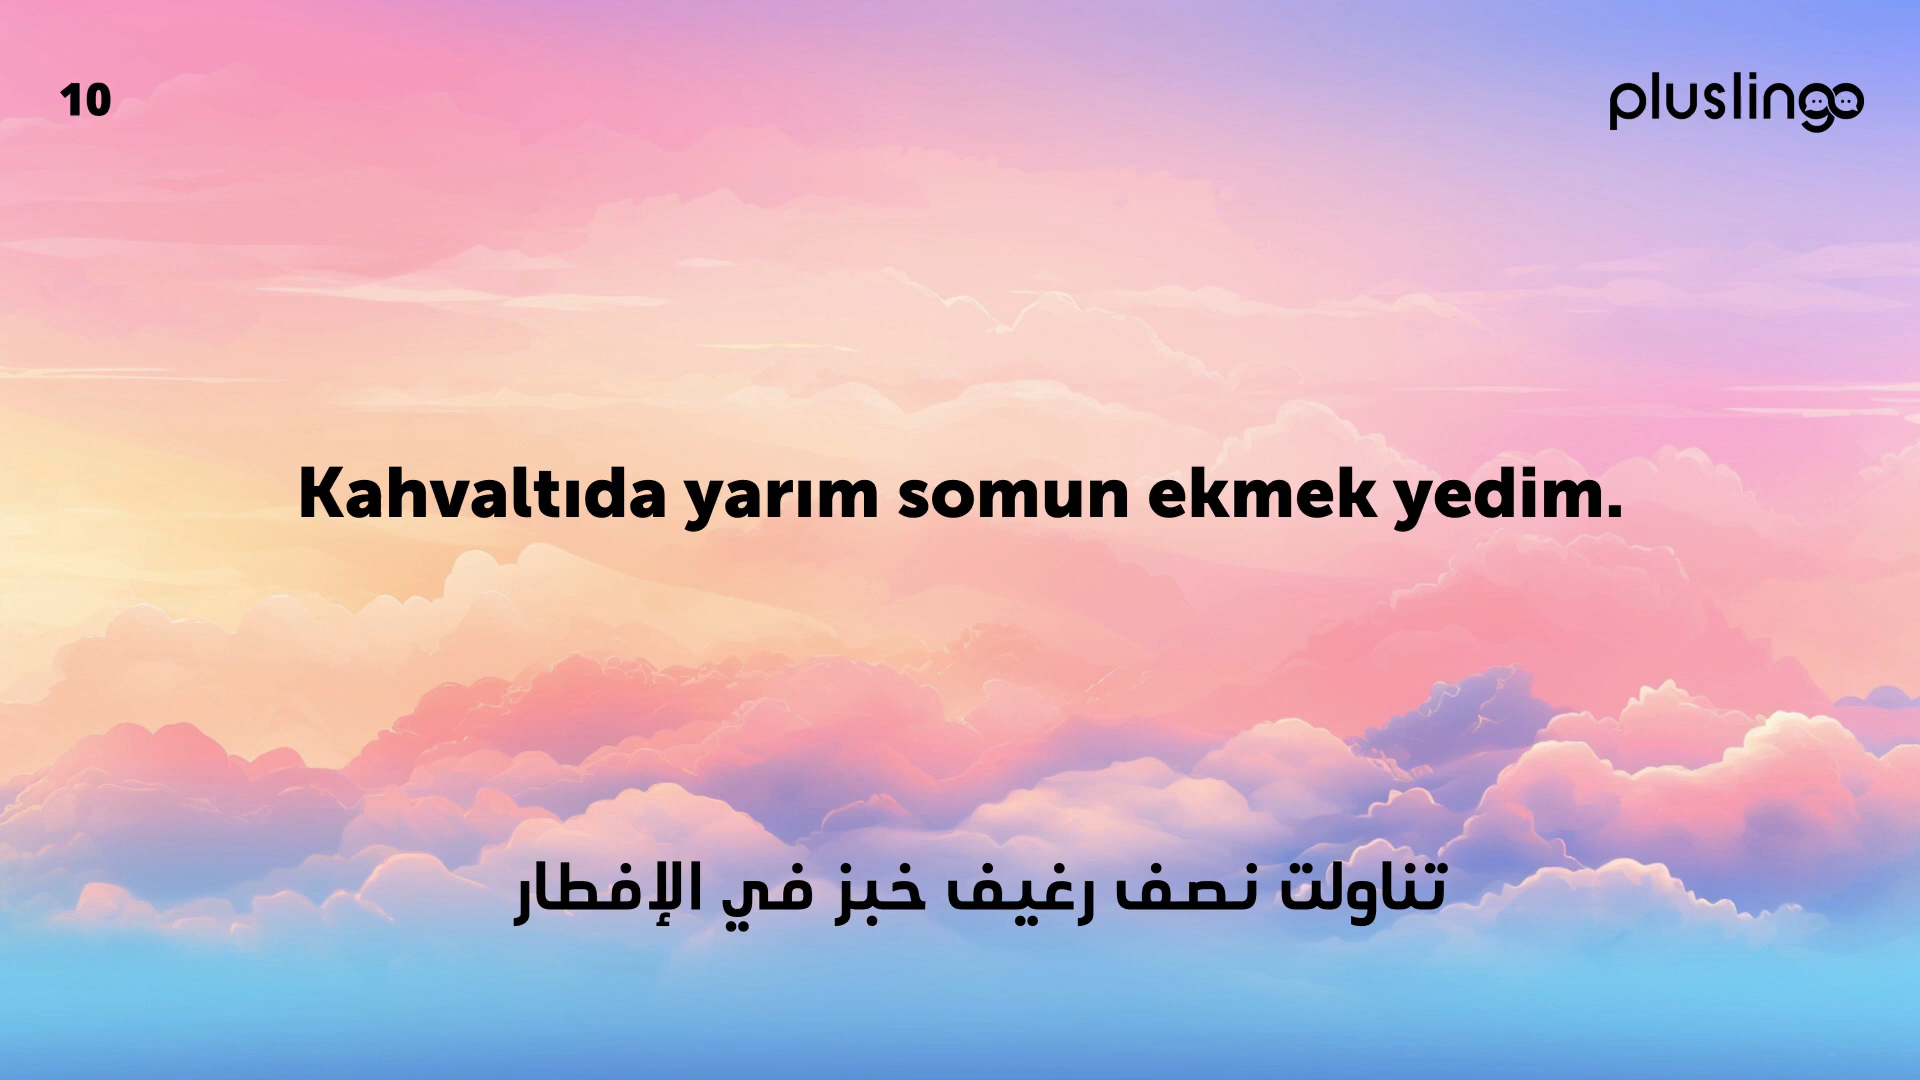 10
pluslingo
Kahvaltıda yarım somun ekmek yedim.
تناولت نصف رغيف خبز في الإفطار